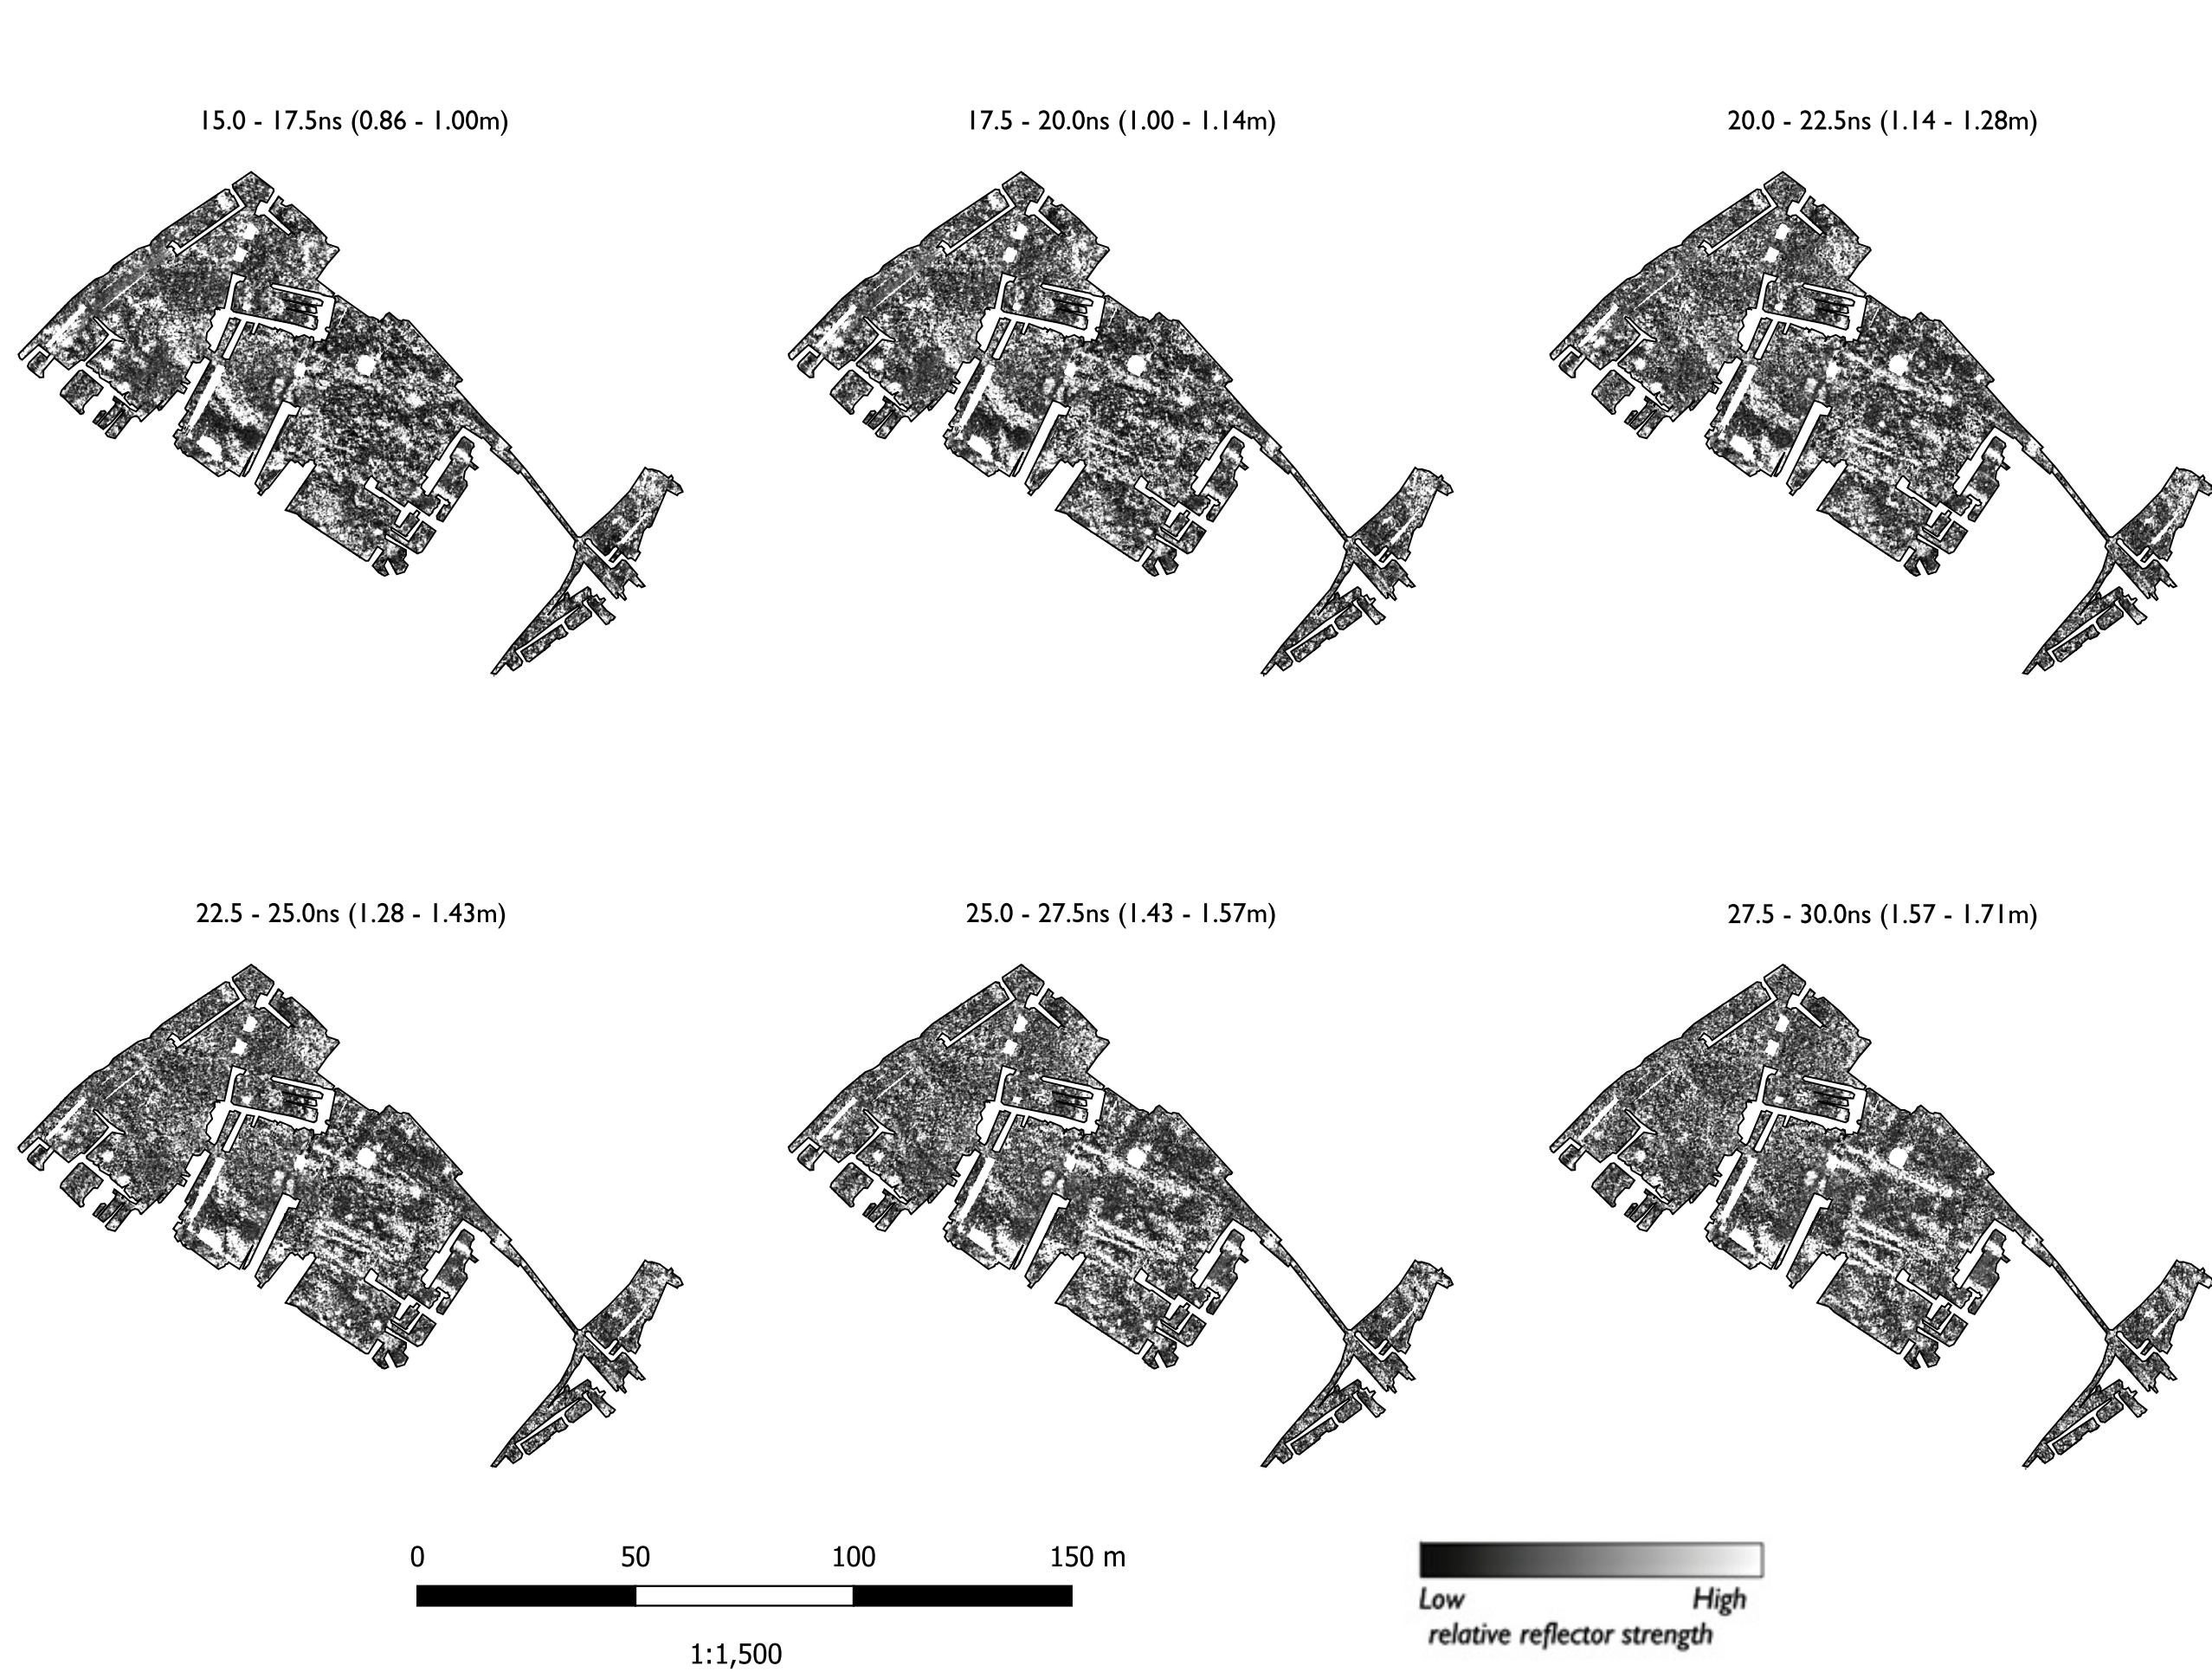 15.0 - 17.5ns (0.86 - 1.00m)
17.5 - 20.0ns (1.00 - 1.14m)
20.0 - 22.5ns (1.14 - 1.28m)
22.5 - 25.0ns (1.28 - 1.43m)
25.0 - 27.5ns (1.43 - 1.57m)
27.5 - 30.0ns (1.57 - 1.71m)
0 50 100 150 m
1:1,500
Low High
relative reflector strength